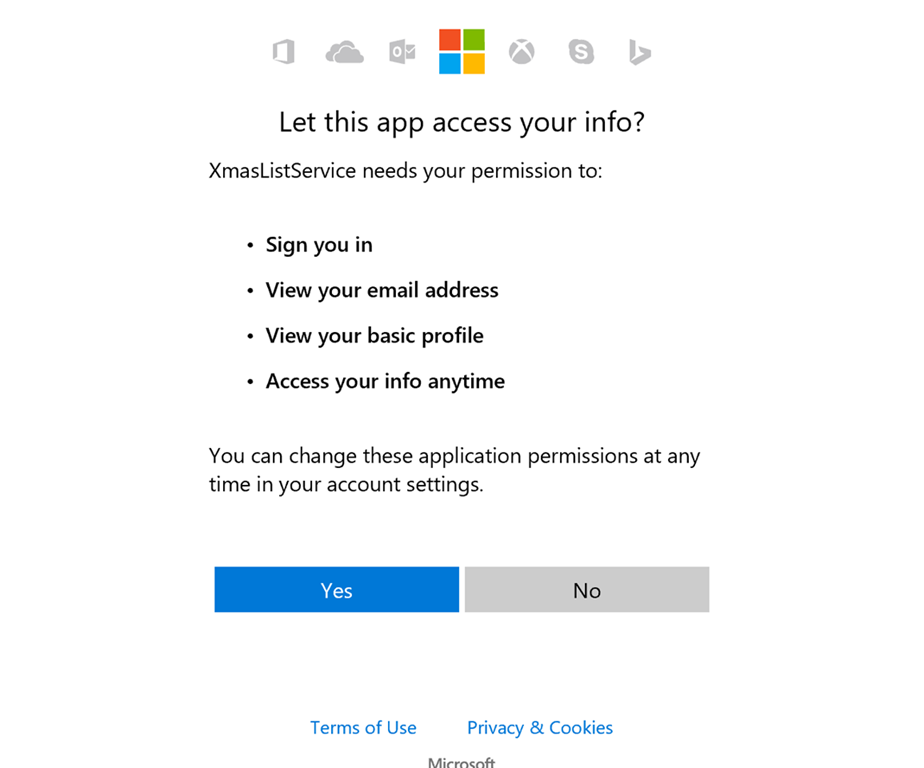 Let this app access your info?
XmasListService needs your permission to:
• Sign you in
• View your email address
• View your basic profile
• Access your info anytime
You can change these application permissions at any
time in your account settings.
Yes No
Terms of Use Privacy & Cookies
Microsoft